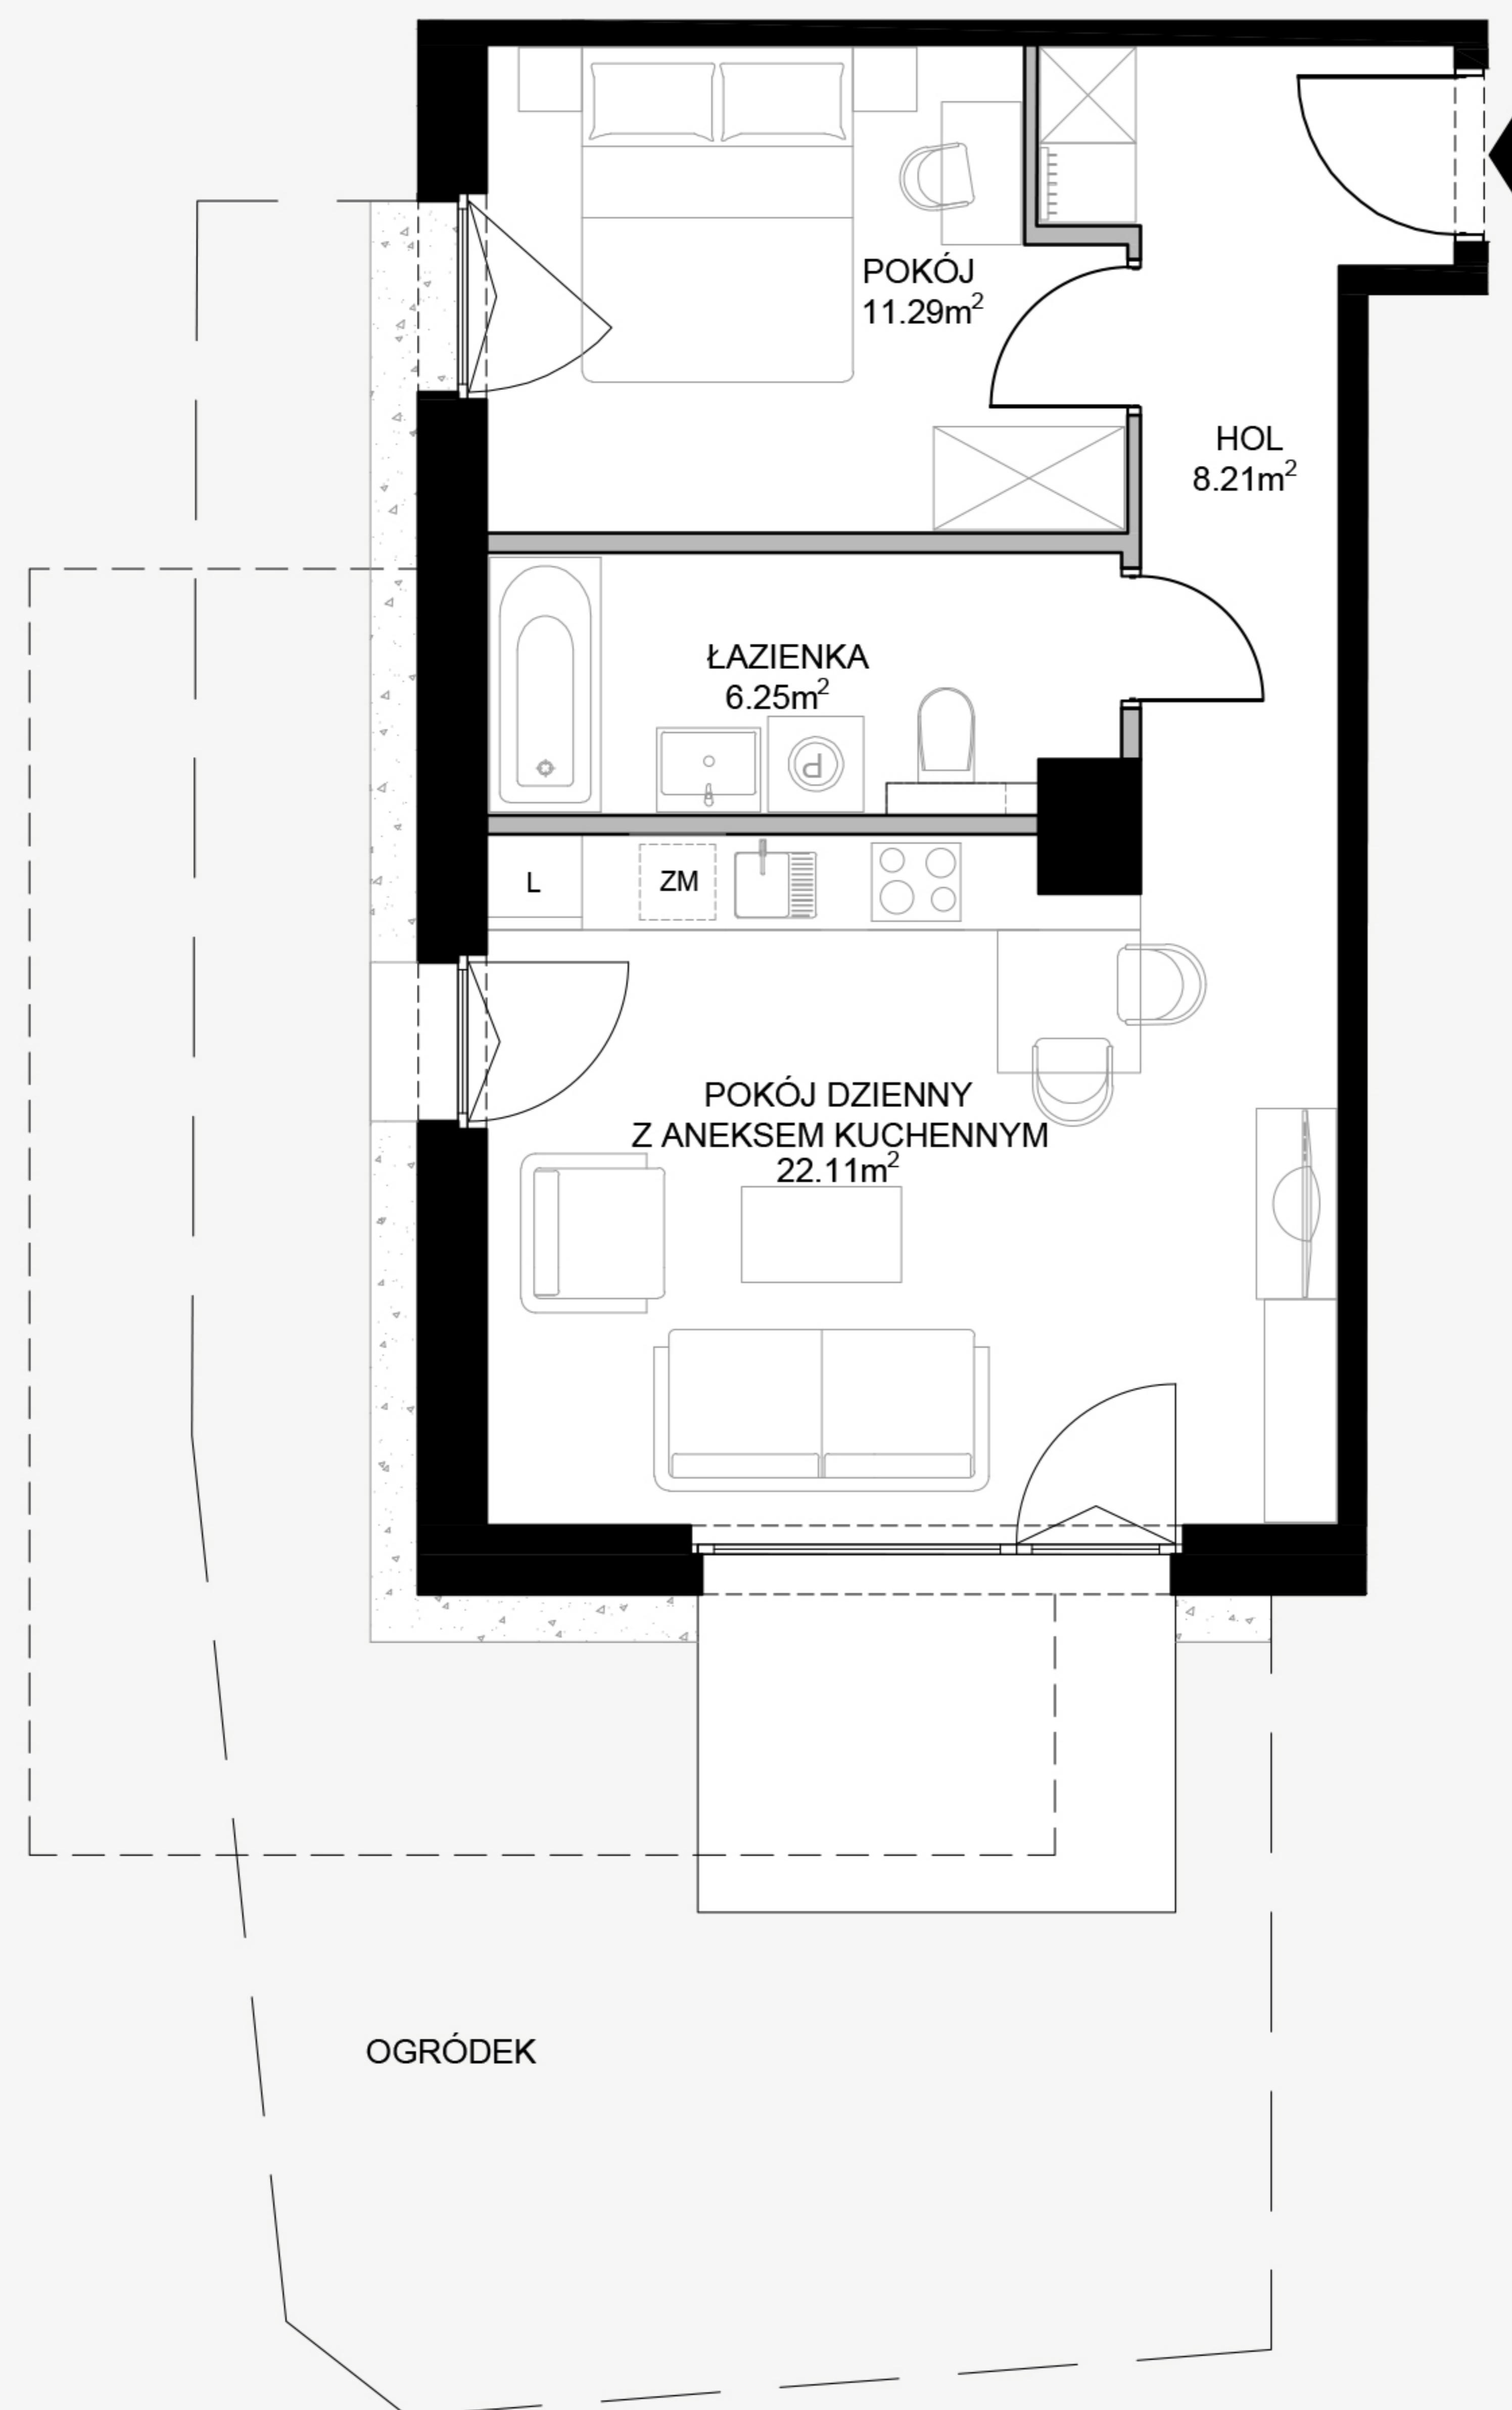 POKÓJ
11.29m²
HOL
8.21m²
ŁAZIENKA
6.25m²
P
L
ZM
POKÓJ DZIENNY
Z ANEKSEM KUCHENNYM
22.11m²
OGRÓDEK